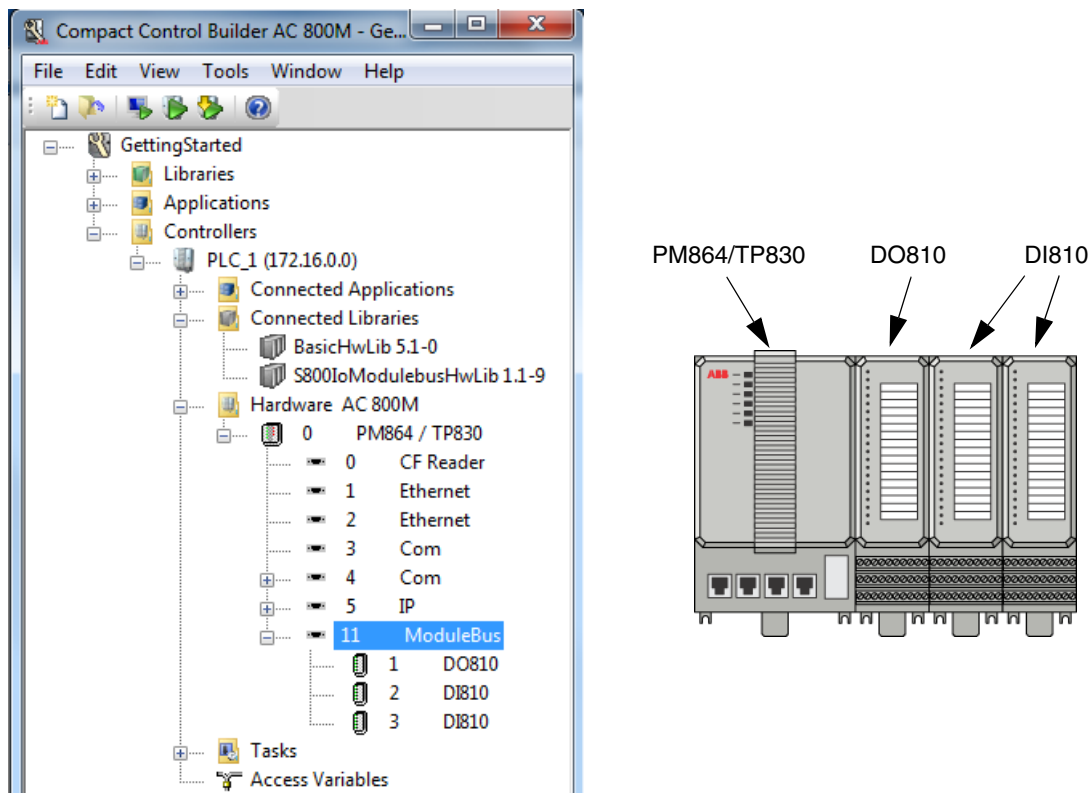 Compact Control Builder AC 800M - Ge...
File Edit View Tools Window Help
GettingStarted
Libraries
Applications
Controllers
PLC_1 (172.16.0.0)
Connected Applications
Connected Libraries
BasicHwLib 5.1-0
S800IoModulebusHwLib 1.1-9
Hardware AC 800M
0 PM864 / TP830
0 CF Reader
1 Ethernet
2 Ethernet
3 Com
4 Com
5 IP
11 ModuleBus
1 DO810
2 DI810
3 DI810
Tasks
Access Variables
PM864/TP830 DO810 DI810
ABB